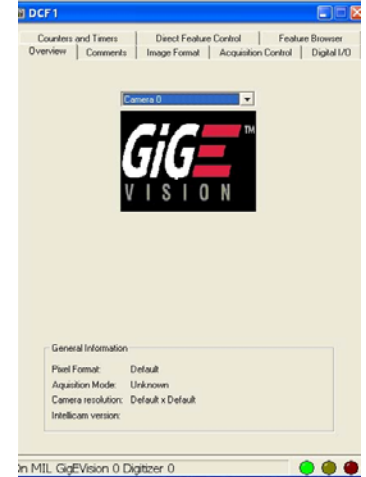 DCF1
Counters and Timers Direct Feature Control Feature Browser
Overview Comments Image Format Acquisition Control Digital I/O
Camera 0
GiGE™
VISION
General Information
Pixel Format: Default
Aquisition Mode: Unknown
Camera resolution: Default x Default
Intellicam version:
On MIL GigEVision 0 Digitizer 0